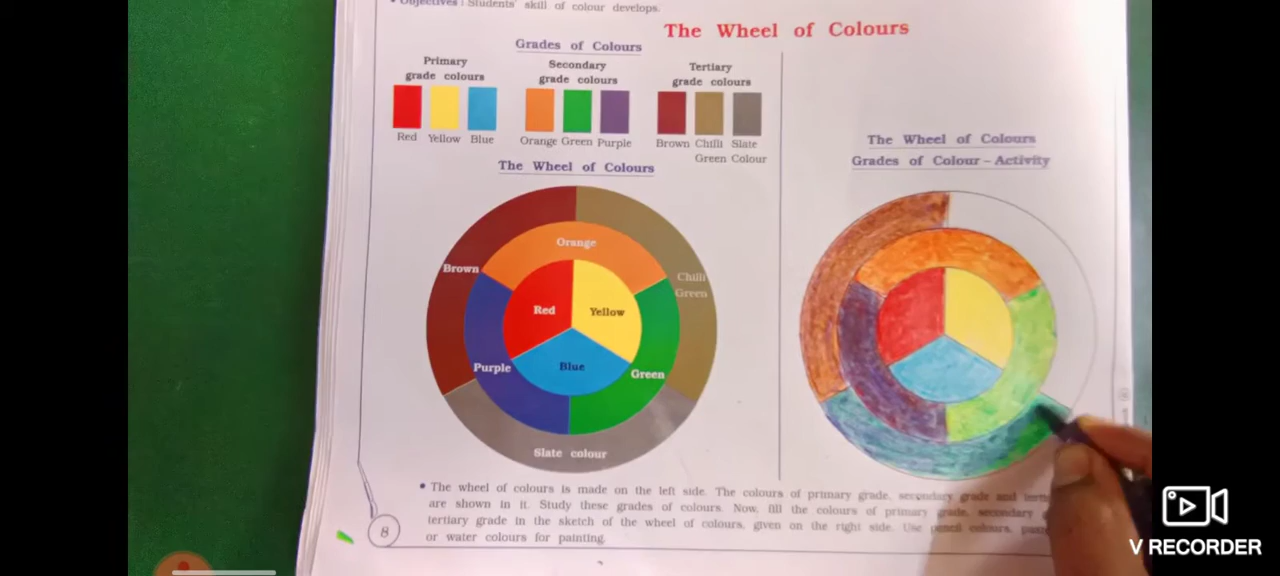 • Objectives : Students' skill of colour develops.
The Wheel of Colours
Grades of Colours
Primary
grade colours
Secondary
grade colours
Tertiary
grade colours
Red Yellow Blue
Orange Green Purple
Brown Chilli Slate
Green Colour
The Wheel of Colours
Orange
Brown
Chilli
Green
Red
Yellow
Purple
Blue
Green
Slate colour
The Wheel of Colours
Grades of Colour – Activity
• The wheel of colours is made on the left side. The colours of primary grade, secondary grade and
are shown in it. Study these grades of colours. Now, fill the colours of primary grade, secondary
tertiary grade in the sketch of the wheel of colours, given on the right side. Use pencil colours,
or water colours for painting.
8
V RECORDER